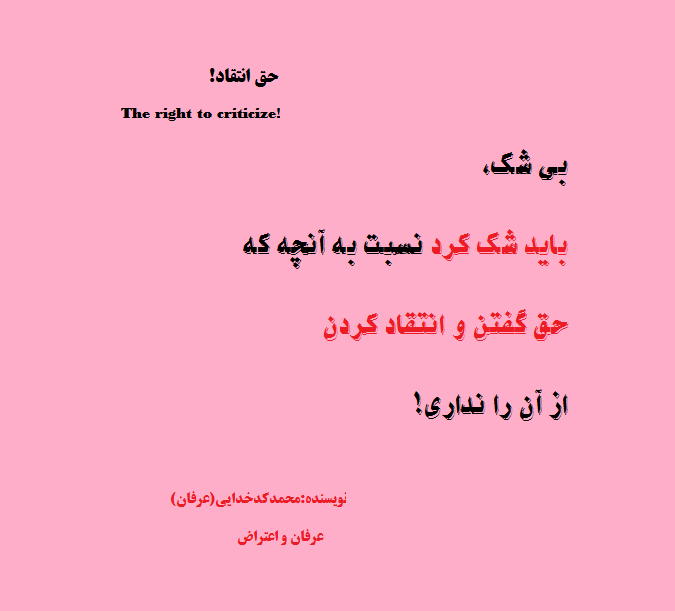 حق انتقاد!
The right to criticize!
بی شک،
باید شک کرد نسبت به آنچه که
حق گفتن و انتقاد کردن
از آن را نداری!
نویسنده:محمدکدخدایی(عرفان)
عرفان و اعتراض